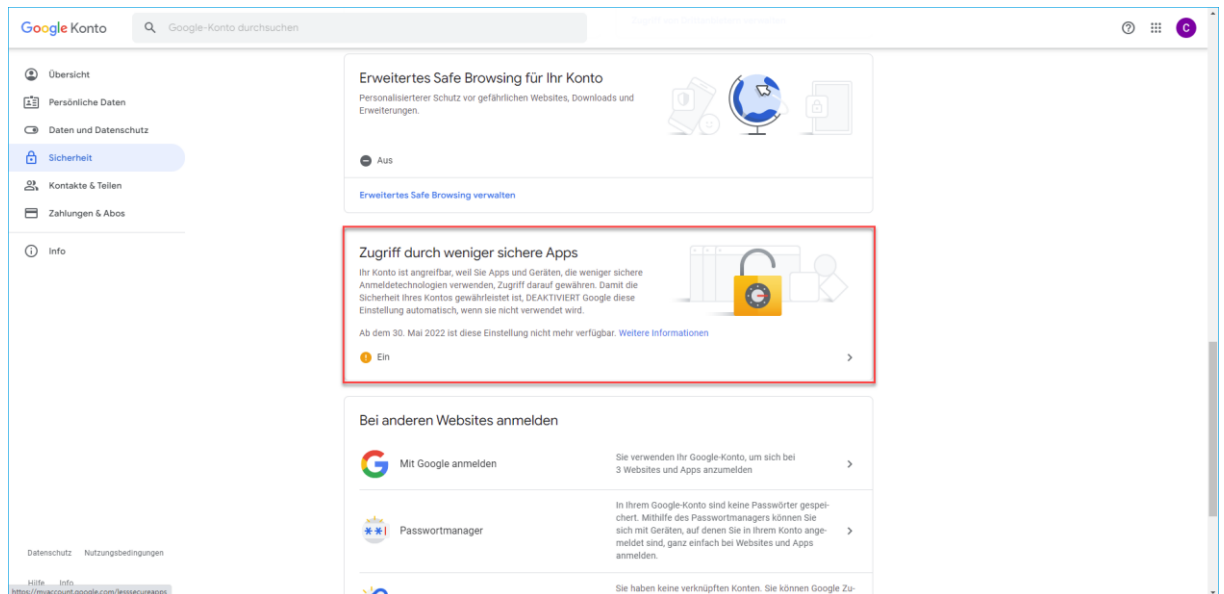 Google Konto
Google-Konto durchsuchen
C
Übersicht
Persönliche Daten
Daten und Datenschutz
Sicherheit
Kontakte & Teilen
Zahlungen & Abos
Info
Erweitertes Safe Browsing für Ihr Konto
Personalisierterer Schutz vor gefährlichen Websites, Downloads und
Erweiterungen.
Aus
Erweitertes Safe Browsing verwalten
Zugriff durch weniger sichere Apps
Ihr Konto ist angreifbar, weil Sie Apps und Geräten, die weniger sichere
Anmeldetechnologien verwenden, Zugriff darauf gewähren. Damit die
Sicherheit Ihres Kontos gewährleistet ist, DEAKTIVIERT Google diese
Einstellung automatisch, wenn sie nicht verwendet wird.
Ab dem 30. Mai 2022 ist diese Einstellung nicht mehr verfügbar. Weitere Informationen
Ein
Bei anderen Websites anmelden
Mit Google anmelden
Sie verwenden Ihr Google-Konto, um sich bei
3 Websites und Apps anzumelden
Passwortmanager
In Ihrem Google-Konto sind keine Passwörter gespei-
chert. Mithilfe des Passwortmanagers können Sie
sich mit Geräten, auf denen Sie in Ihrem Konto ange-
meldet sind, ganz einfach bei Websites und Apps
anmelden.
Sie haben keine verknüpften Konten. Sie können Google Zu-
Datenschutz Nutzungsbedingungen
Hilfe Info
https://myaccount.google.com/lesssecureapps